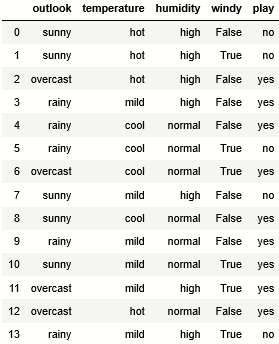 outlook temperature humidity windy play
0 sunny hot high False no
1 sunny hot high True no
2 overcast hot high False yes
3 rainy mild high False yes
4 rainy cool normal False yes
5 rainy cool normal True no
6 overcast cool normal True yes
7 sunny mild high False no
8 sunny cool normal False yes
9 rainy mild normal False yes
10 sunny mild normal True yes
11 overcast mild high True yes
12 overcast hot normal False yes
13 rainy mild high True no